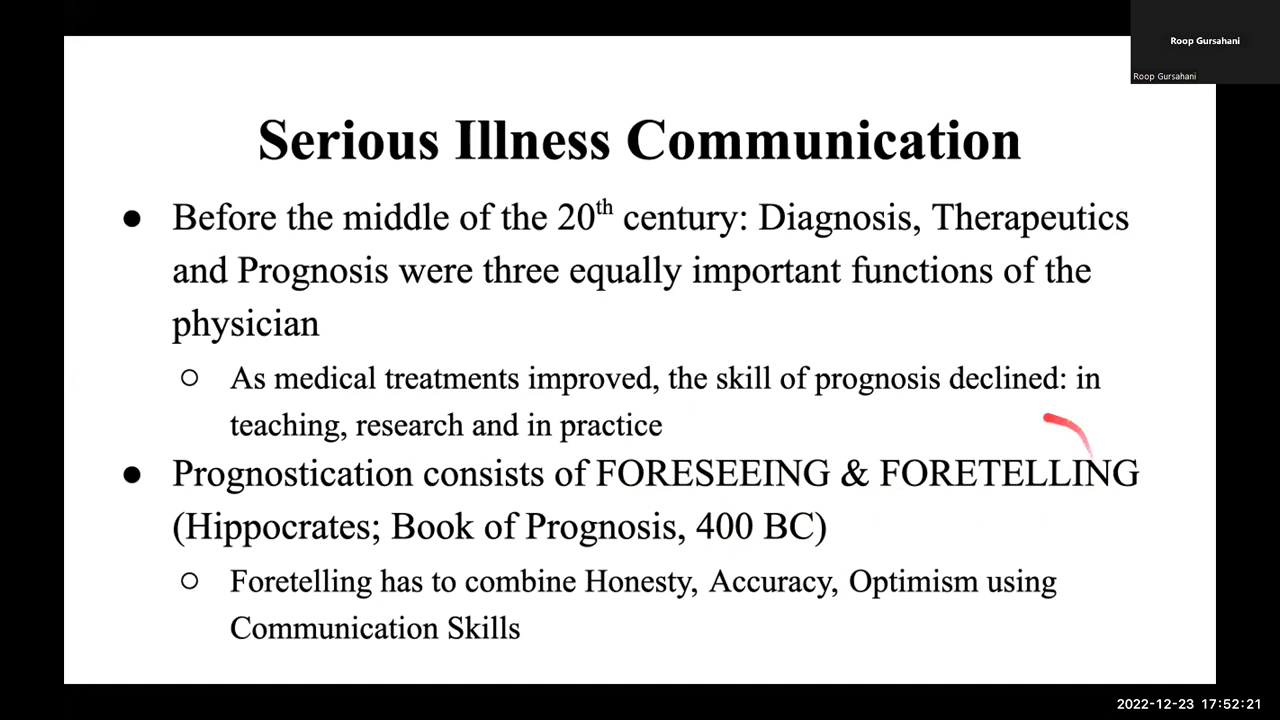 Roop Gursahani
Roop Gursahani
Serious Illness Communication
● Before the middle of the 20th century: Diagnosis, Therapeutics
and Prognosis were three equally important functions of the
physician
○ As medical treatments improved, the skill of prognosis declined: in
teaching, research and in practice
● Prognostication consists of FORESEEING & FORETELLING
(Hippocrates; Book of Prognosis, 400 BC)
○ Foretelling has to combine Honesty, Accuracy, Optimism using
Communication Skills
2022-12-23 17:52:21